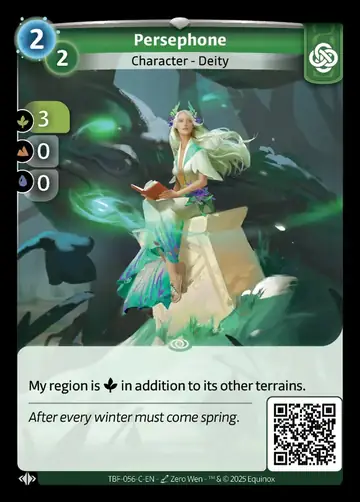 2
2
Persephone
Character - Deity
3
0
0
My region is in addition to its other terrains.
After every winter must come spring.
TBF-056-C-EN - Zero Wen - ™ & © 2025 Equinox